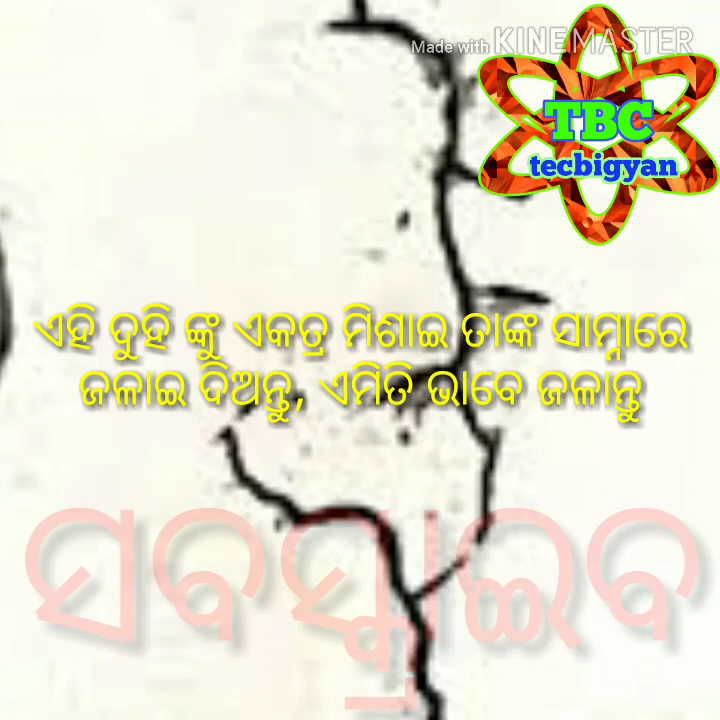 Made with KINEMASTER
TBC
tecbigyan
ଏହି ଦୁହି ଙ୍କୁ ଏକତ୍ର ମିଶାଇ ତାଙ୍କ ସାମ୍ନାରେ
ଜଳାଇ ଦିଅନ୍ତୁ, ଏମିତି ଭାବେ ଜଳାନ୍ତୁ
ସବସ୍କ୍ରାଇବ